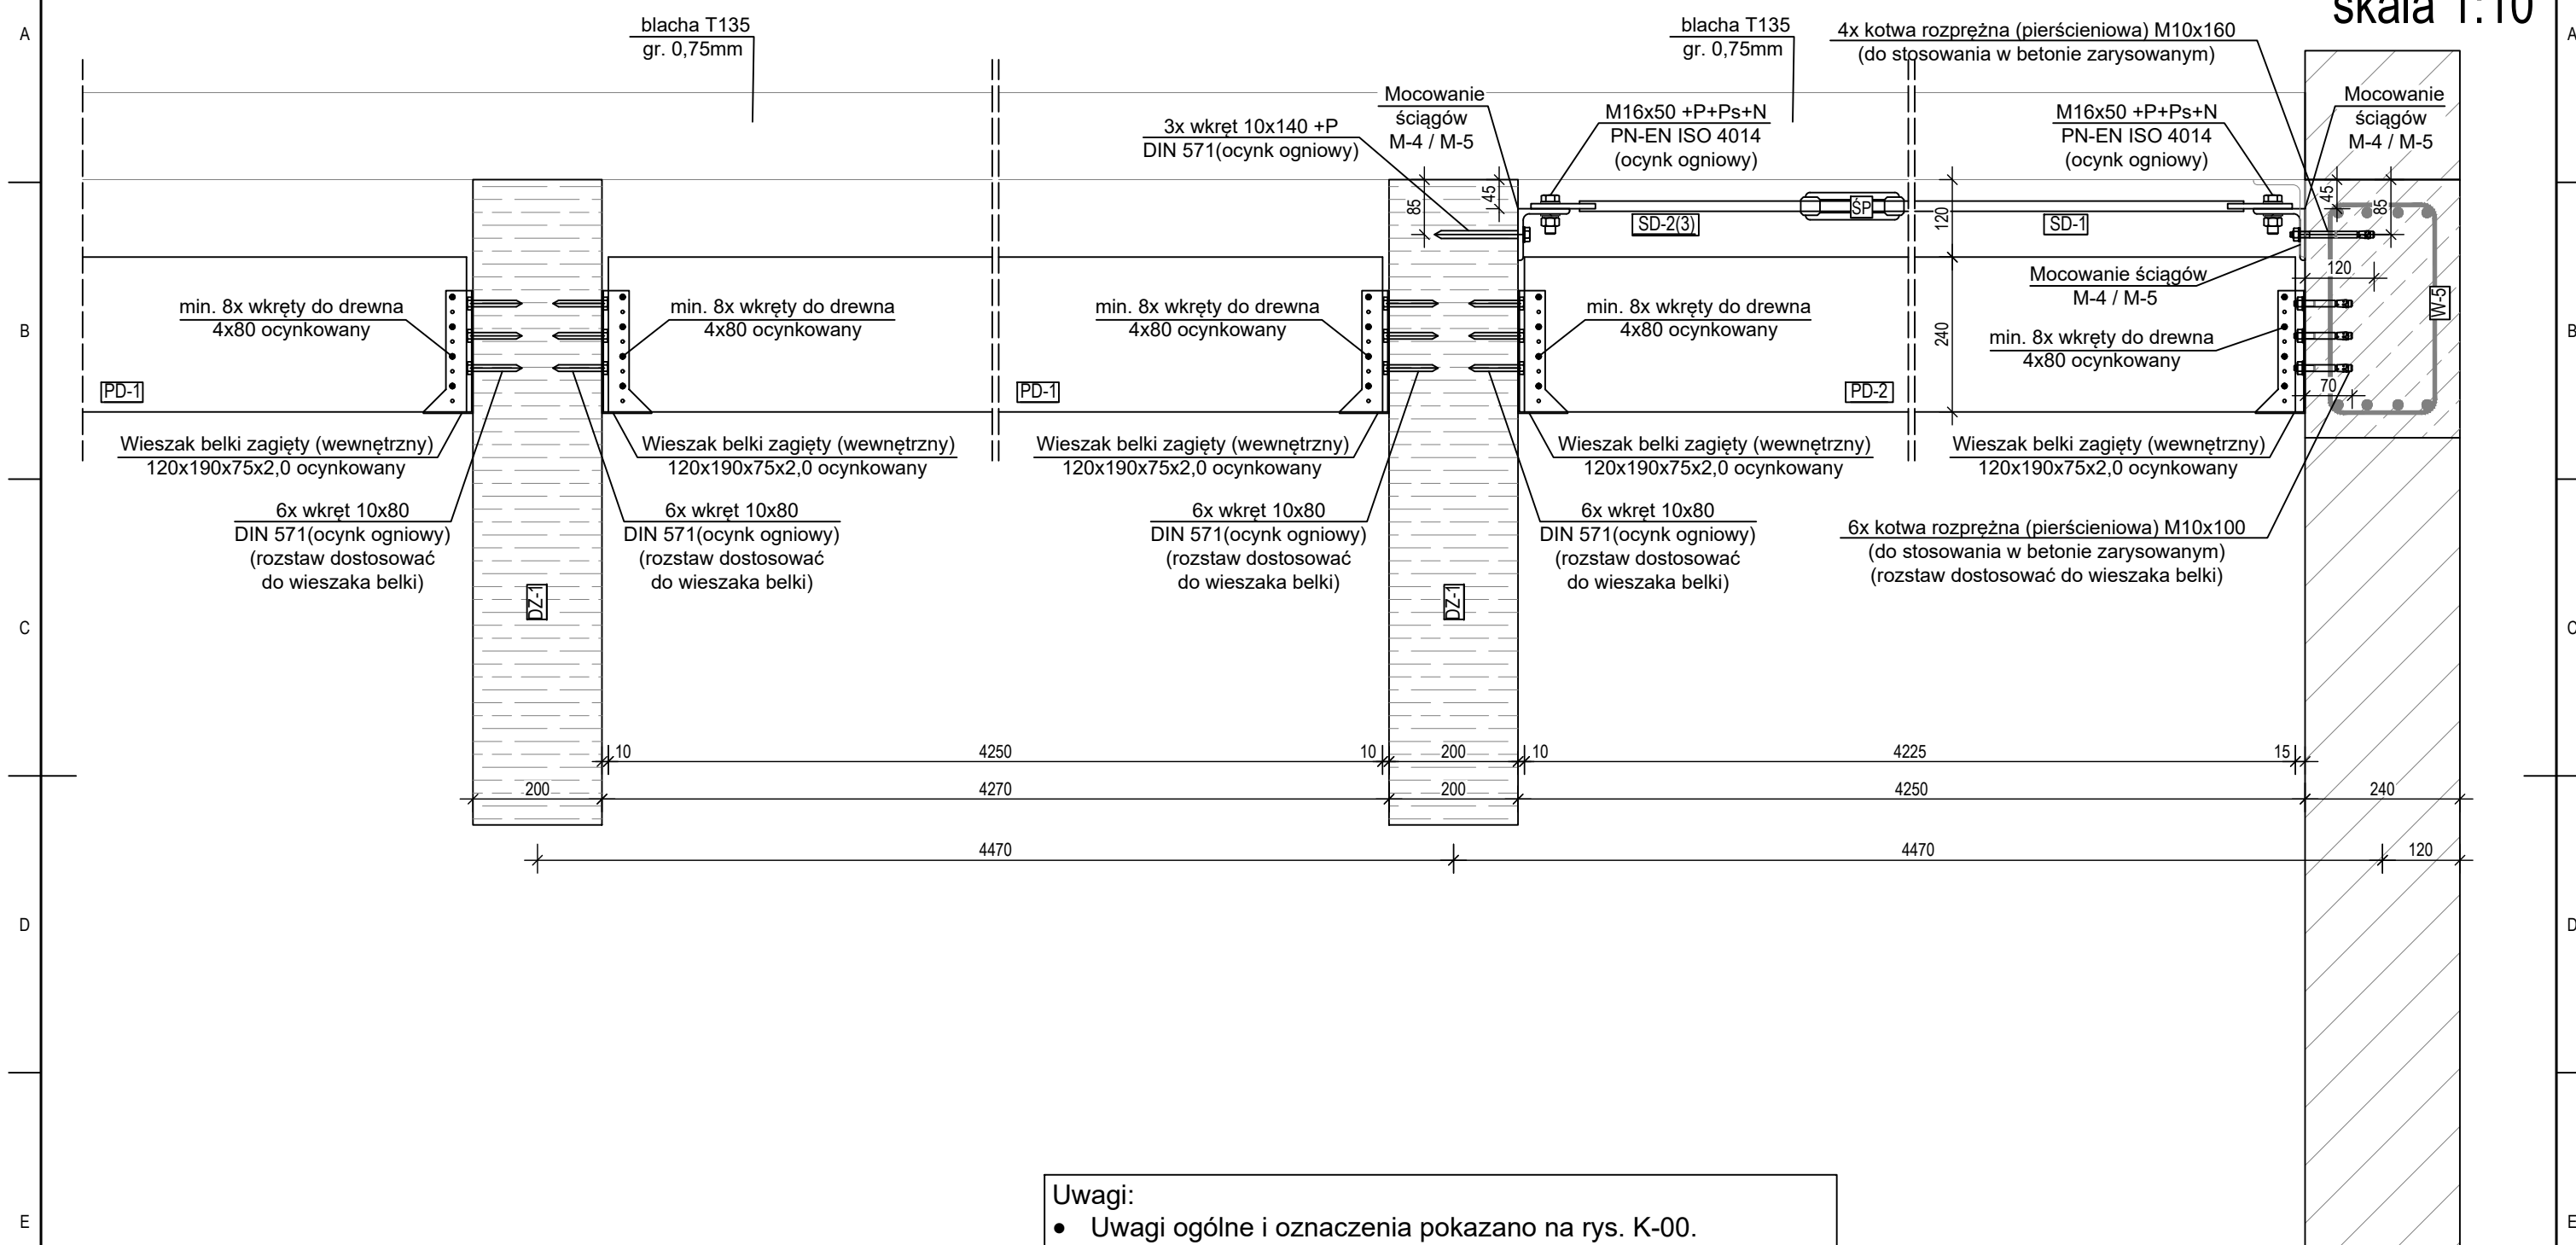 skala 1:10
A
A
blacha T135
gr. 0,75mm
blacha T135
gr. 0,75mm
4x kotwa rozprężna (pierścieniowa) M10x160
(do stosowania w betonie zarysowanym)
3x wkręt 10x140 +P
DIN 571(ocynk ogniowy)
Mocowanie
ściągów
M-4 / M-5
M16x50 +P+Ps+N
PN-EN ISO 4014
(ocynk ogniowy)
M16x50 +P+Ps+N
PN-EN ISO 4014
(ocynk ogniowy)
Mocowanie
ściągów
M-4 / M-5
85
45
SD-2(3)
ŚP
120
SD-1
45
85
Mocowanie ściągów
M-4 / M-5
120
W-5
B
B
min. 8x wkręty do drewna
4x80 ocynkowany
min. 8x wkręty do drewna
4x80 ocynkowany
min. 8x wkręty do drewna
4x80 ocynkowany
min. 8x wkręty do drewna
4x80 ocynkowany
240
min. 8x wkręty do drewna
4x80 ocynkowany
PD-1
PD-1
PD-2
70
Wieszak belki zagięty (wewnętrzny)
120x190x75x2,0 ocynkowany
Wieszak belki zagięty (wewnętrzny)
120x190x75x2,0 ocynkowany
Wieszak belki zagięty (wewnętrzny)
120x190x75x2,0 ocynkowany
Wieszak belki zagięty (wewnętrzny)
120x190x75x2,0 ocynkowany
Wieszak belki zagięty (wewnętrzny)
120x190x75x2,0 ocynkowany
6x wkręt 10x80
DIN 571(ocynk ogniowy)
(rozstaw dostosować
do wieszaka belki)
6x wkręt 10x80
DIN 571(ocynk ogniowy)
(rozstaw dostosować
do wieszaka belki)
6x wkręt 10x80
DIN 571(ocynk ogniowy)
(rozstaw dostosować
do wieszaka belki)
6x wkręt 10x80
DIN 571(ocynk ogniowy)
(rozstaw dostosować
do wieszaka belki)
6x kotwa rozprężna (pierścieniowa) M10x100
(do stosowania w betonie zarysowanym)
(rozstaw dostosować do wieszaka belki)
DZ-1
DZ-1
C
C
10
4250
10
200
10
4225
15
200
4270
200
4250
240
4470
4470
120
D
D
Uwagi:
● Uwagi ogólne i oznaczenia pokazano na rys. K-00.
E
E